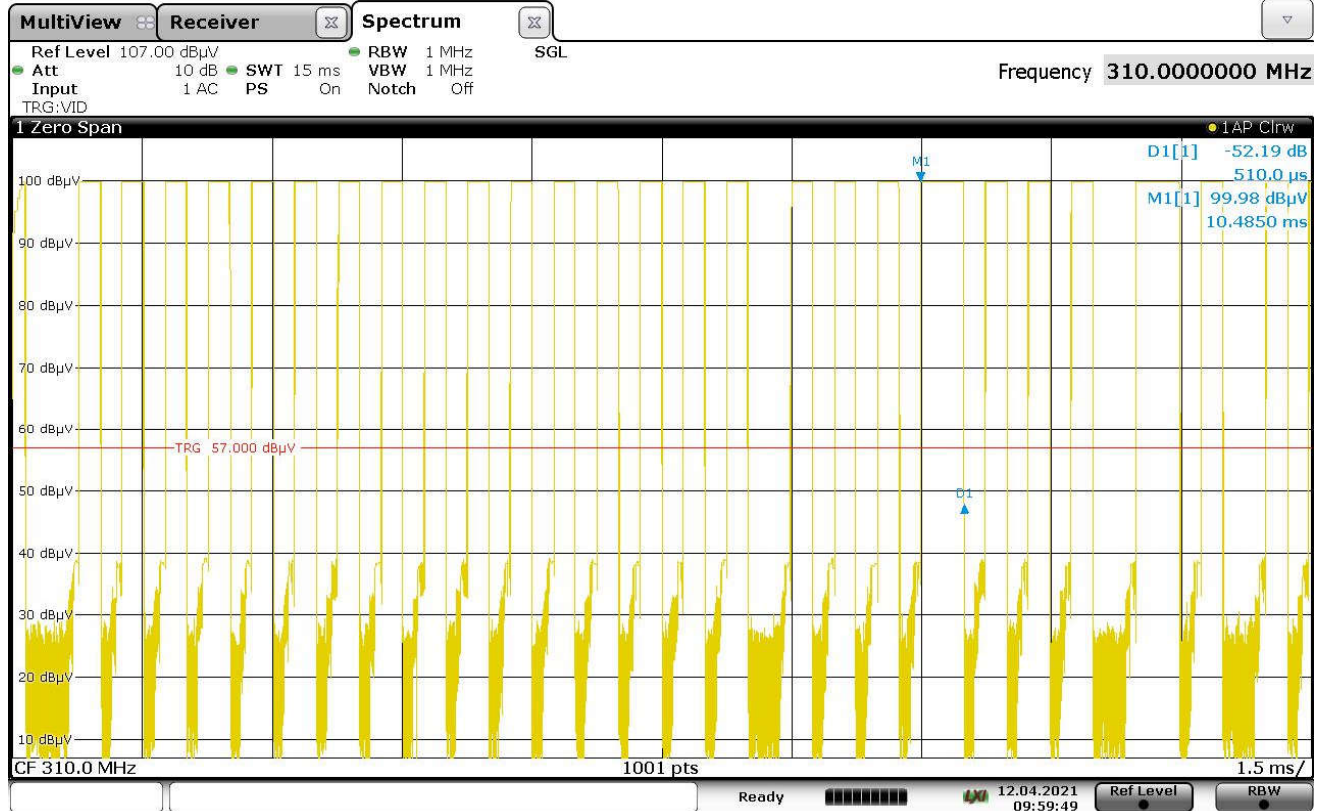 MultiView Receiver Spectrum
Ref Level 107.00 dBµV RBW 1 MHz SGL
Att 10 dB SWT 15 ms VBW 1 MHz
Input 1 AC PS On Notch Off
Frequency 310.0000000 MHz
TRG:VID
1 Zero Span 1AP Clrw
M1
D1[1] -52.19 dB
510.0 µs
M1[1] 99.98 dBµV
10.4850 ms
100 dBµV
90 dBµV
80 dBµV
70 dBµV
60 dBµV
TRG 57.000 dBµV
50 dBµV
D1
40 dBµV
30 dBµV
20 dBµV
10 dBµV
CF 310.0 MHz 1001 pts 1.5 ms/
Ready LXI 12.04.2021 Ref Level RBW
09:59:49